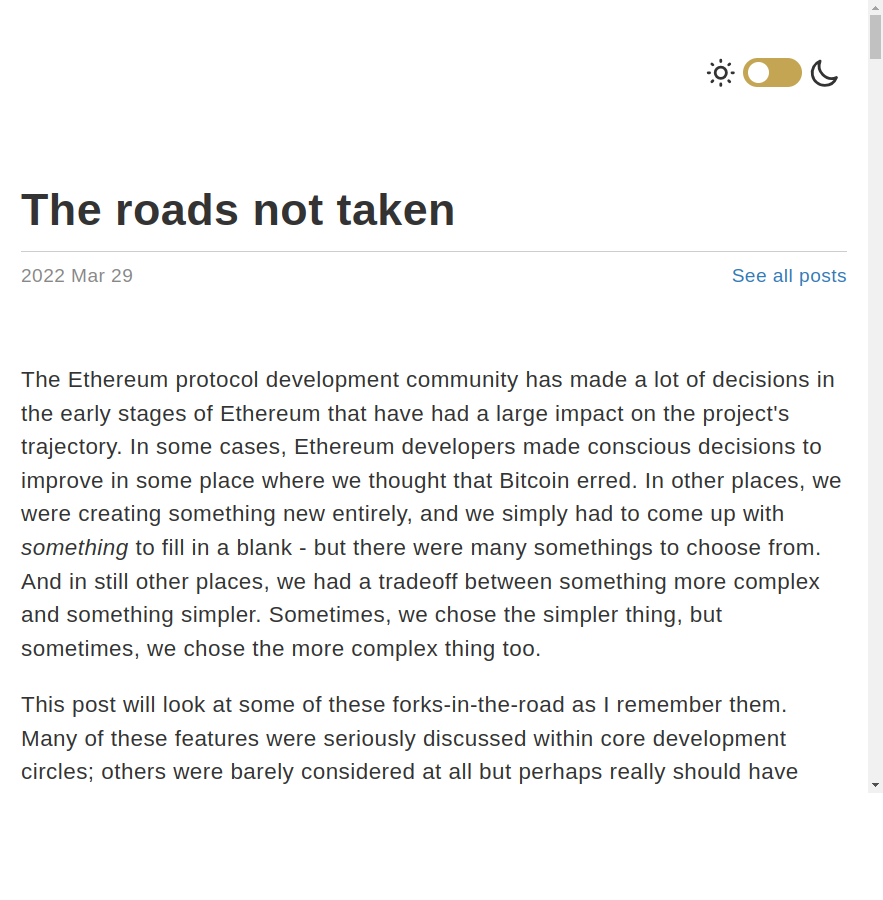 The roads not taken
2022 Mar 29
See all posts
The Ethereum protocol development community has made a lot of decisions in
the early stages of Ethereum that have had a large impact on the project's
trajectory. In some cases, Ethereum developers made conscious decisions to
improve in some place where we thought that Bitcoin erred. In other places, we
were creating something new entirely, and we simply had to come up with
something to fill in a blank - but there were many somethings to choose from.
And in still other places, we had a tradeoff between something more complex
and something simpler. Sometimes, we chose the simpler thing, but
sometimes, we chose the more complex thing too.
This post will look at some of these forks-in-the-road as I remember them.
Many of these features were seriously discussed within core development
circles; others were barely considered at all but perhaps really should have